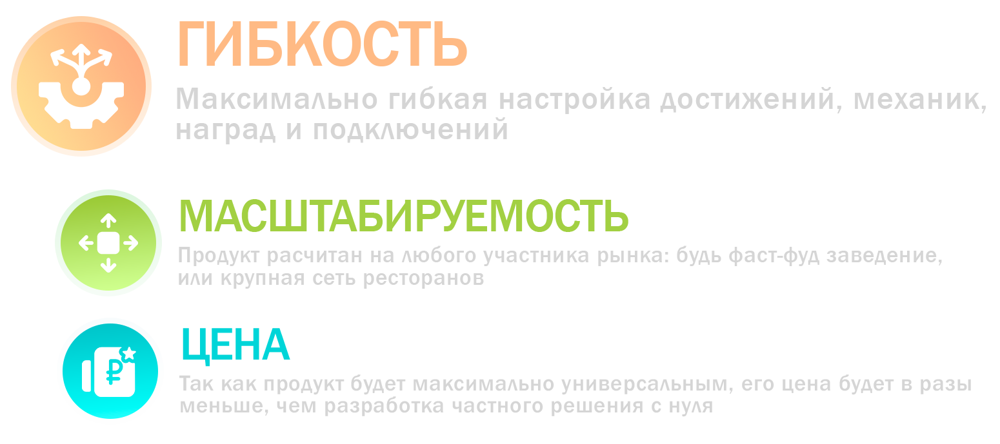 ГИБКОСТЬ
Максимально гибкая настройка достижений, механик,
наград и подключений
МАСШТАБИРУЕМОСТЬ
Продукт расчитан на любого участника рынка: будь фаст-фуд заведение,
или крупная сеть ресторанов
ЦЕНА
Так как продукт будет максимально универсальным, его цена будет в разы
меньше, чем разработка частного решения с нуля